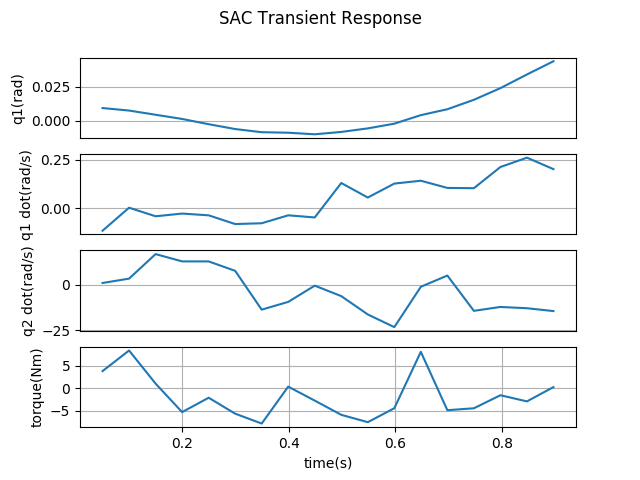 SAC Transient Response
q1(rad)
0.025
0.000
q1 dot(rad/s)
0.25
0.00
q2 dot(rad/s)
0
−25
torque(Nm)
5
0
−5
0.2 0.4 0.6 0.8
time(s)